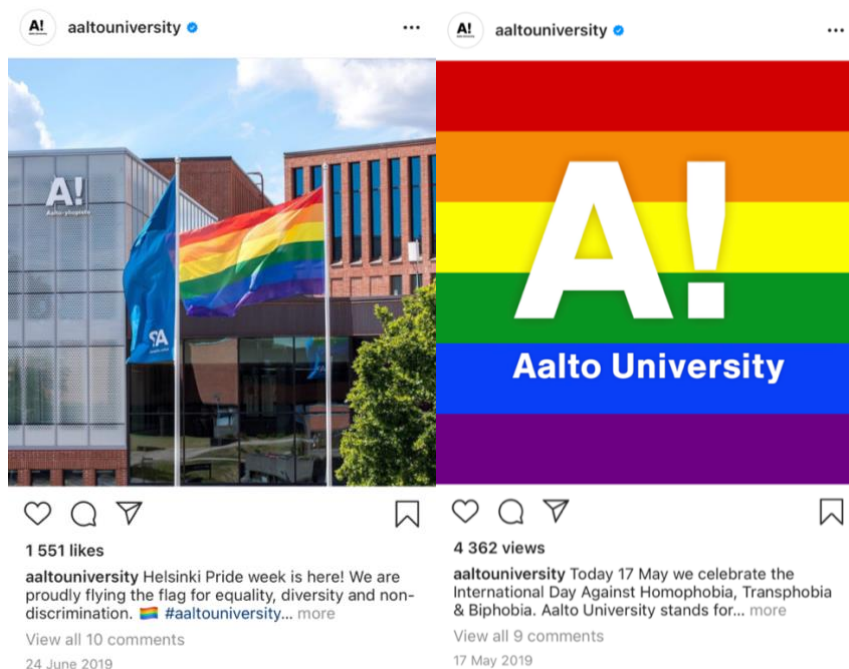 A!
aaltouniversity
A!
Aalto-yliopisto
A!
1 551 likes
aaltouniversity Helsinki Pride week is here! We are
proudly flying the flag for equality, diversity and non-
discrimination. 🏳️‍🌈 #aaltouniversity... more
View all 10 comments
24 June 2019
A!
aaltouniversity
A!
Aalto University
4 362 views
aaltouniversity Today 17 May we celebrate the
International Day Against Homophobia, Transphobia
& Biphobia. Aalto University stands for... more
View all 9 comments
17 May 2019